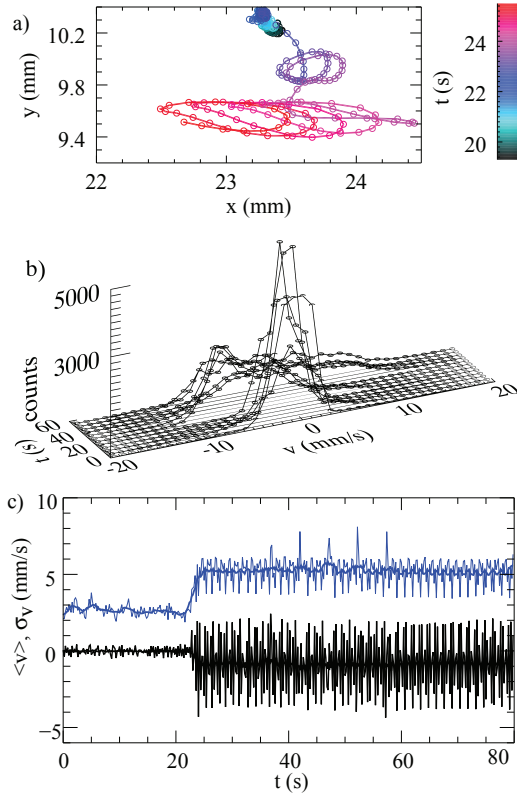 a)
10.2
9.8
9.4
y (mm)
22
23
24
x (mm)
24
22
20
t (s)
b)
5000
3000
counts
60
40
20
0
t (s)
-20
-10
0
10
20
v (mm/s)
c)
10
5
0
−5
<v>, σv (mm/s)
0
20
40
60
80
t (s)